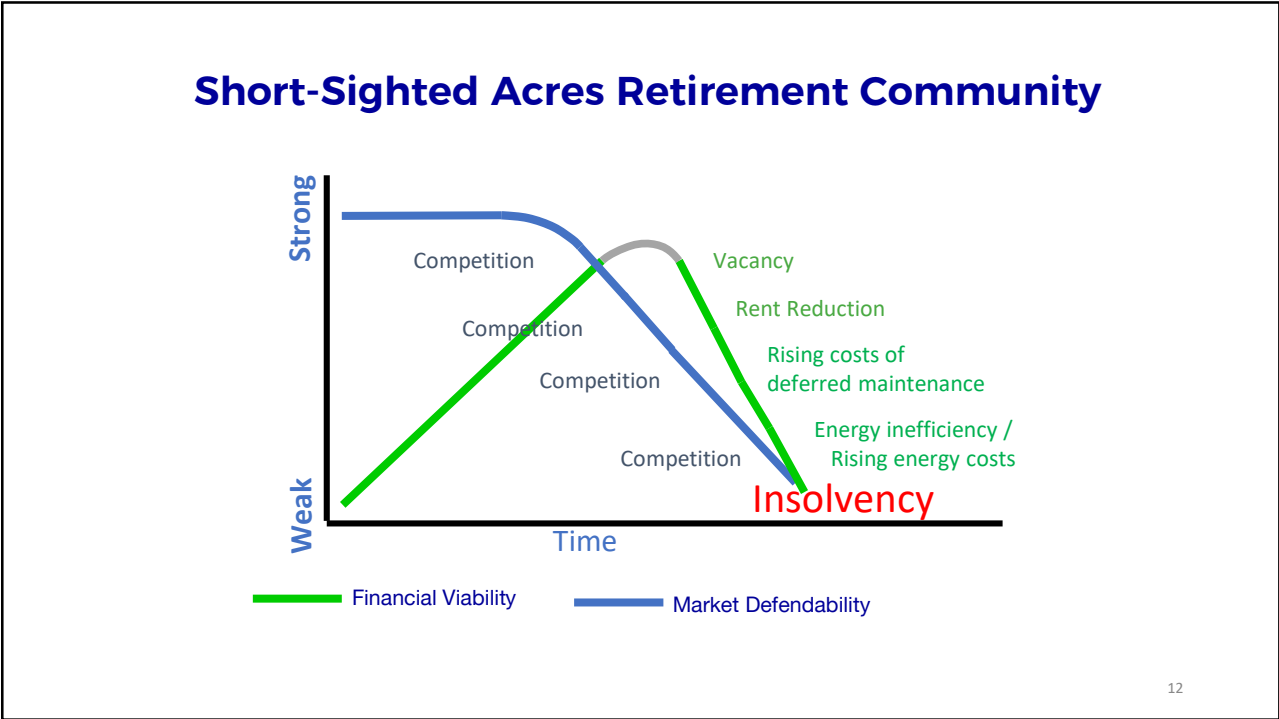 Short-Sighted Acres Retirement Community
Strong
Competition
Vacancy
Rent Reduction
Competition
Rising costs of
deferred maintenance
Competition
Energy inefficiency /
Rising energy costs
Competition
Weak
Insolvency
Time
Financial Viability
Market Defendability
12